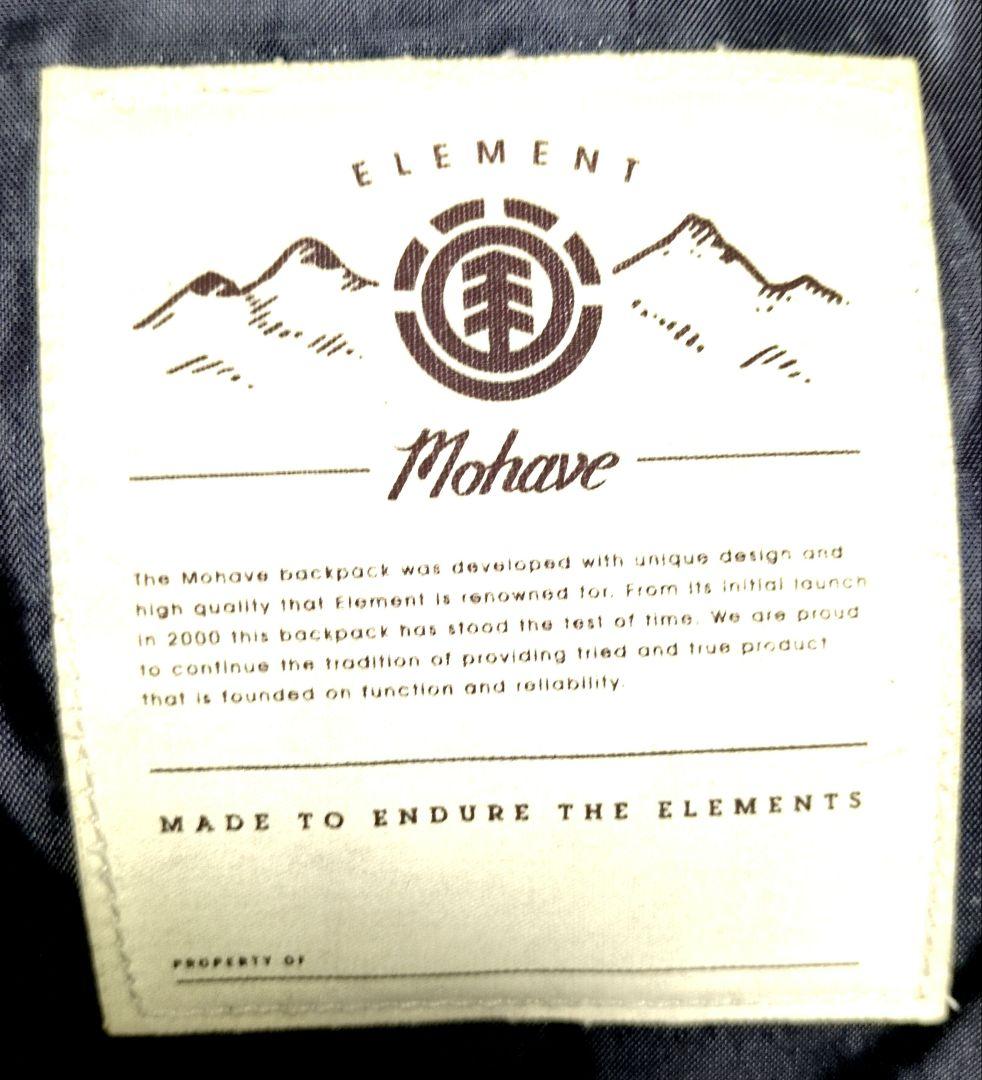 ELEMENT
Mohave
The Mohave backpack was developed with unique design and
high quality that Element is renowned for. From its initial launch
in 2000 this backpack has stood the test of time. We are proud
to continue the tradition of providing tried and true product
that is founded on function and reliability.
MADE TO ENDURE THE ELEMENTS
PROPERTY OF